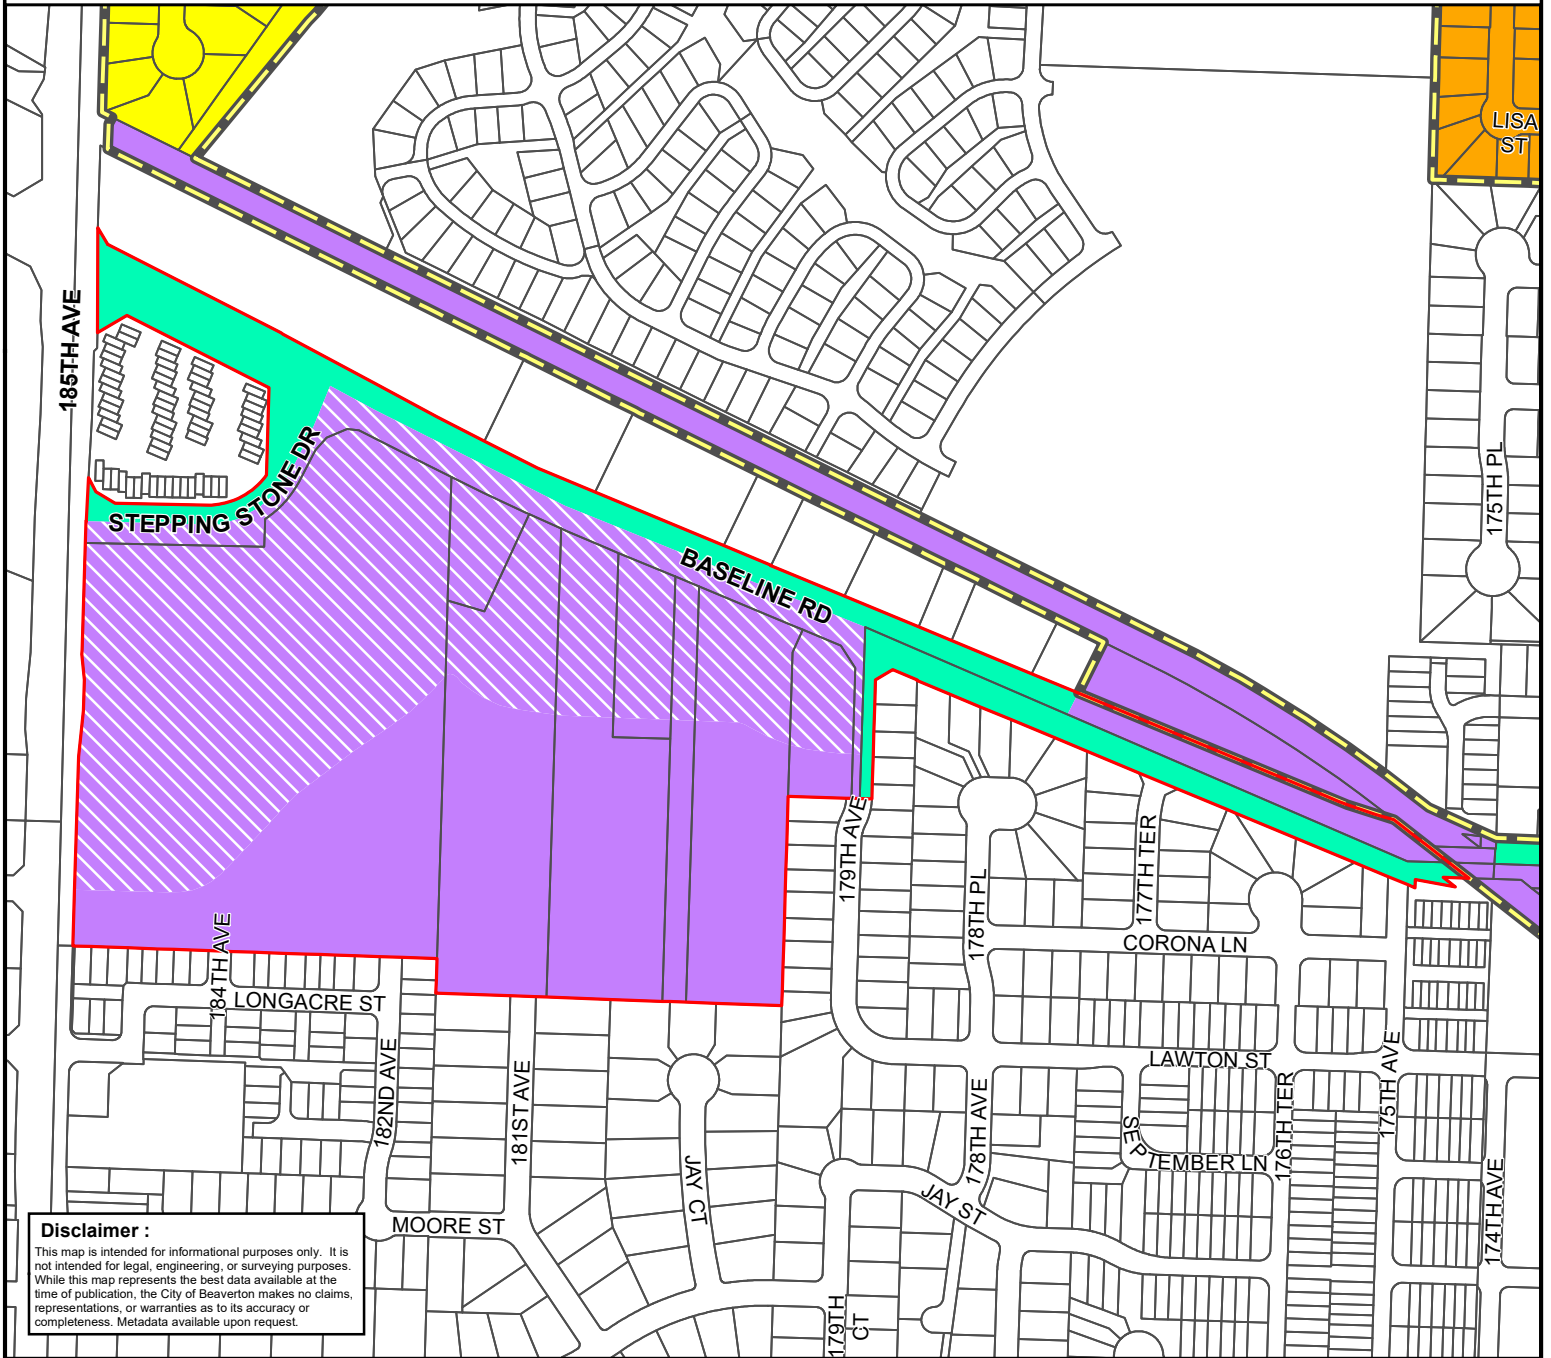 LISA
ST
185TH AVE
STEPPING STONE DR
BASELINE RD
175TH PL
179TH AVE
178TH PL
177TH TER
CORONA LN
184TH AVE
LONGACRE ST
182ND AVE
181ST AVE
LAWTON ST
175TH AVE
176TH TER
178TH AVE
SEPTEMBER LN
JAY CT
JAY ST
174TH AVE
MOORE ST
179TH
CT
Disclaimer :
This map is intended for informational purposes only. It is
not intended for legal, engineering, or surveying purposes.
While this map represents the best data available at the
time of publication, the City of Beaverton makes no claims,
representations, or warranties as to its accuracy or
completeness. Metadata available upon request.